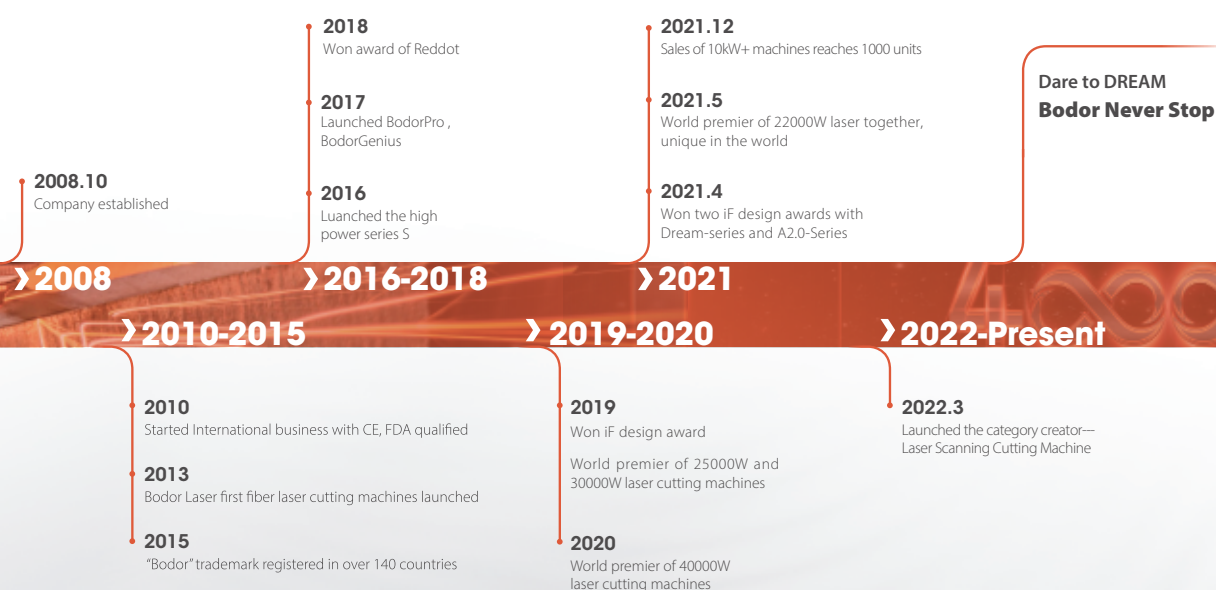 2008.10
Company established
❯2008
2010
Started International business with CE, FDA qualified
2013
Bodor Laser first fiber laser cutting machines launched
2015
“Bodor” trademark registered in over 140 countries
❯2010-2015
2018
Won award of Reddot
2017
Launched BodorPro ,
BodorGenius
2016
Luanched the high
power series S
❯2016-2018
❯2019-2020
2019
Won iF design award
World premier of 25000W and
30000W laser cutting machines
2020
World premier of 40000W
laser cutting machines
2021.12
Sales of 10kW+ machines reaches 1000 units
2021.5
World premier of 22000W laser together,
unique in the world
2021.4
Won two iF design awards with
Dream-series and A2.0-Series
❯2021
❯2022-Present
2022.3
Launched the category creator---
Laser Scanning Cutting Machine
Dare to DREAM
Bodor Never Stop